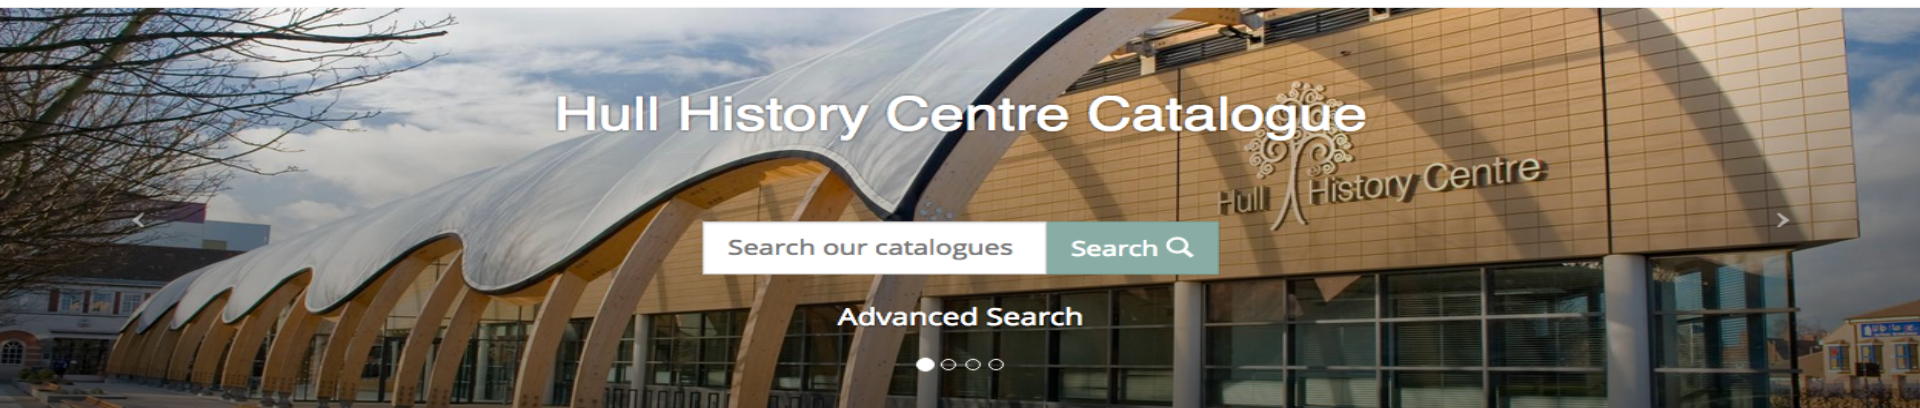 Hull History Centre Catalogue
Hull History Centre
Search our catalogues
Search
Advanced Search